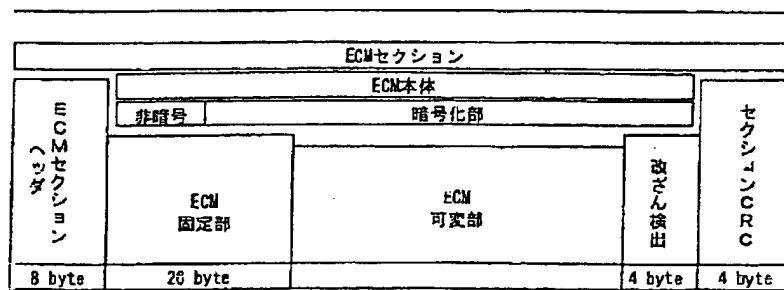 ECMセクション
ECM本体
非暗号
暗号化部
ECMセクションヘッダ
ECM
固定部
ECM
可変部
改ざん検出
セクションCRC
8 byte
4 byte
4 byte